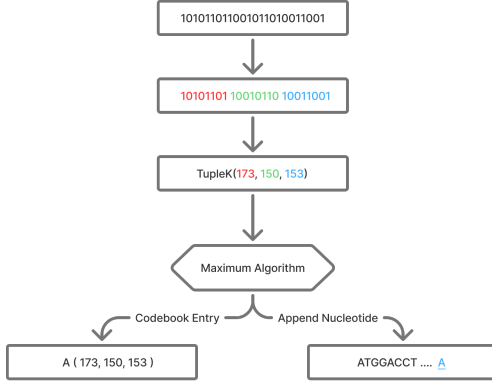 101011011001011010011001
10101101 10010110 10011001
TupleK(173, 150, 153)
Maximum Algorithm
Codebook Entry
Append Nucleotide
A ( 173, 150, 153 )
ATGGACCT .... A